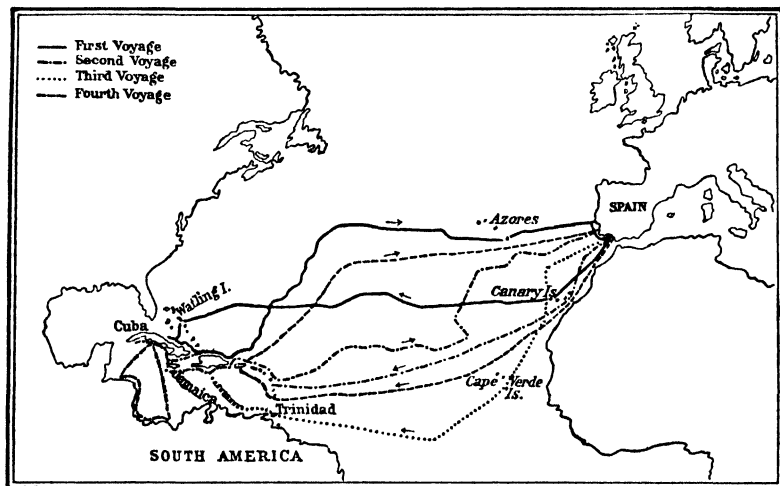 First Voyage
Second Voyage
Third Voyage
Fourth Voyage
Azores
SPAIN
Watling I.
Canary Is.
Cuba
Jamaica
Cape Verde
Is.
Trinidad
SOUTH AMERICA